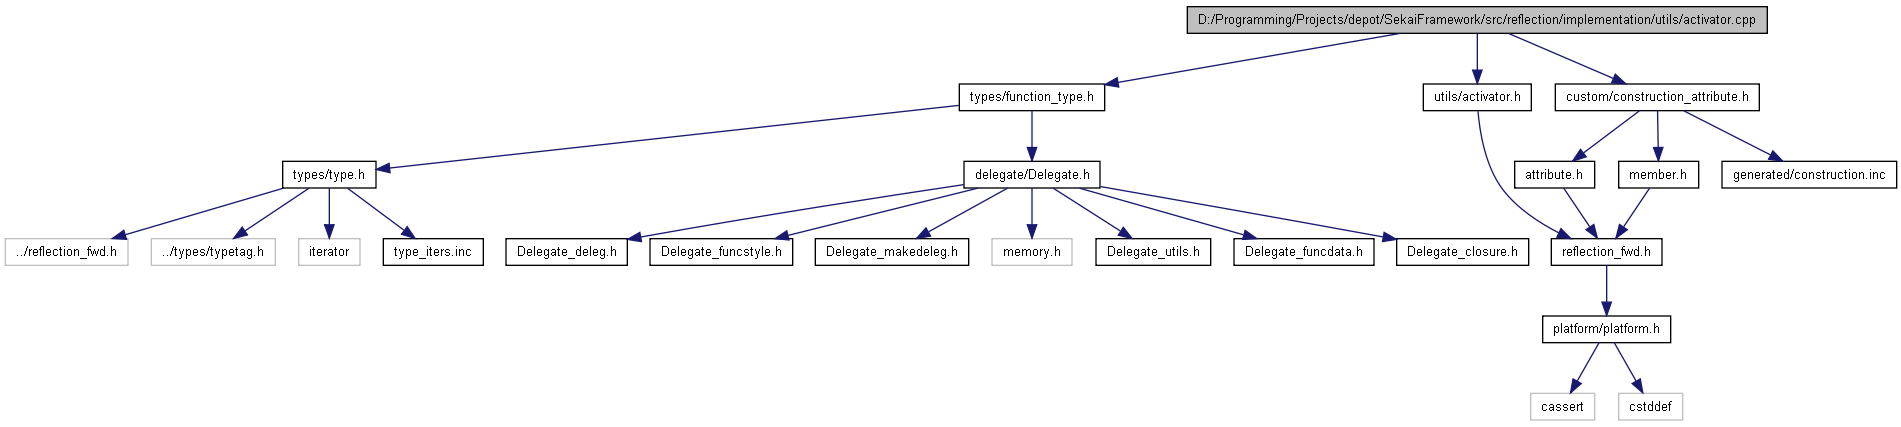 D:/Programming/Projects/depot/SekaiFramework/src/reflection/implementation/utils/activator.cpp
types/function_type.h
utils/activator.h
custom/construction_attribute.h
types/type.h
delegate/Delegate.h
attribute.h
member.h
generated/construction.inc
../reflection_fwd.h
../types/typetag.h
iterator
type_iters.inc
Delegate_deleg.h
Delegate_funcstyle.h
Delegate_makedeleg.h
memory.h
Delegate_utils.h
Delegate_funcdata.h
Delegate_closure.h
reflection_fwd.h
platform/platform.h
cassert
cstddef